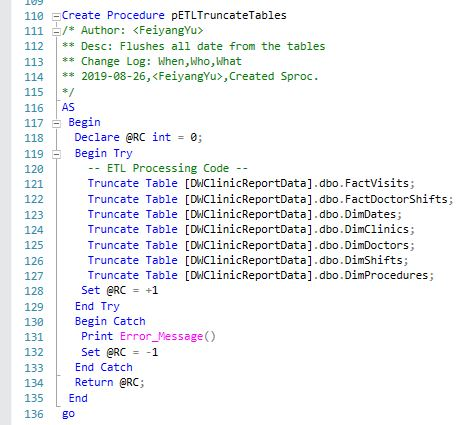 109
110 Create Procedure pETLTruncateTables
111 /* Author: <FeiyangYu>
112 ** Desc: Flushes all date from the tables
113 ** Change Log: When,Who,What
114 ** 2019-08-26,<FeiyangYu>,Created Sproc.
115 */
116 AS
117 Begin
118 Declare @RC int = 0;
119 Begin Try
120 -- ETL Processing Code --
121 Truncate Table [DWClinicReportData].dbo.FactVisits;
122 Truncate Table [DWClinicReportData].dbo.FactDoctorShifts;
123 Truncate Table [DWClinicReportData].dbo.DimDates;
124 Truncate Table [DWClinicReportData].dbo.DimClinics;
125 Truncate Table [DWClinicReportData].dbo.DimDoctors;
126 Truncate Table [DWClinicReportData].dbo.DimShifts;
127 Truncate Table [DWClinicReportData].dbo.DimProcedures;
128 Set @RC = +1
129 End Try
130 Begin Catch
131 Print Error_Message()
132 Set @RC = -1
133 End Catch
134 Return @RC;
135 End
136 go